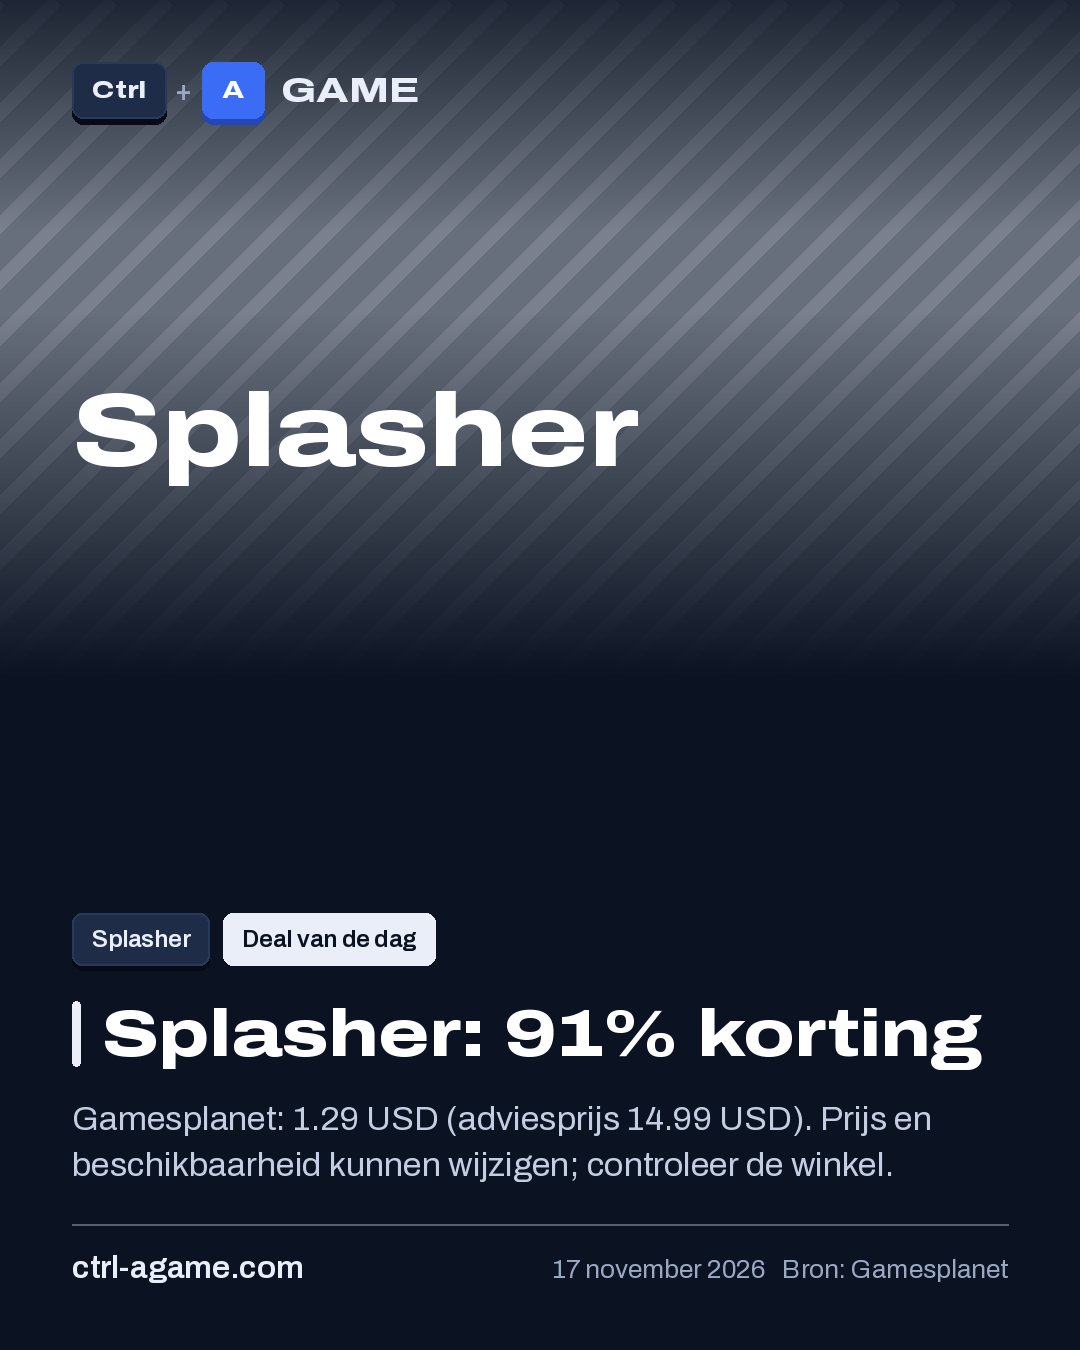 Ctrl + A GAME
Splasher
Splasher Deal van de dag
Splasher: 91% korting
Gamesplanet: 1.29 USD (adviesprijs 14.99 USD). Prijs en
beschikbaarheid kunnen wijzigen; controleer de winkel.
ctrl-agame.com 17 november 2026 Bron: Gamesplanet